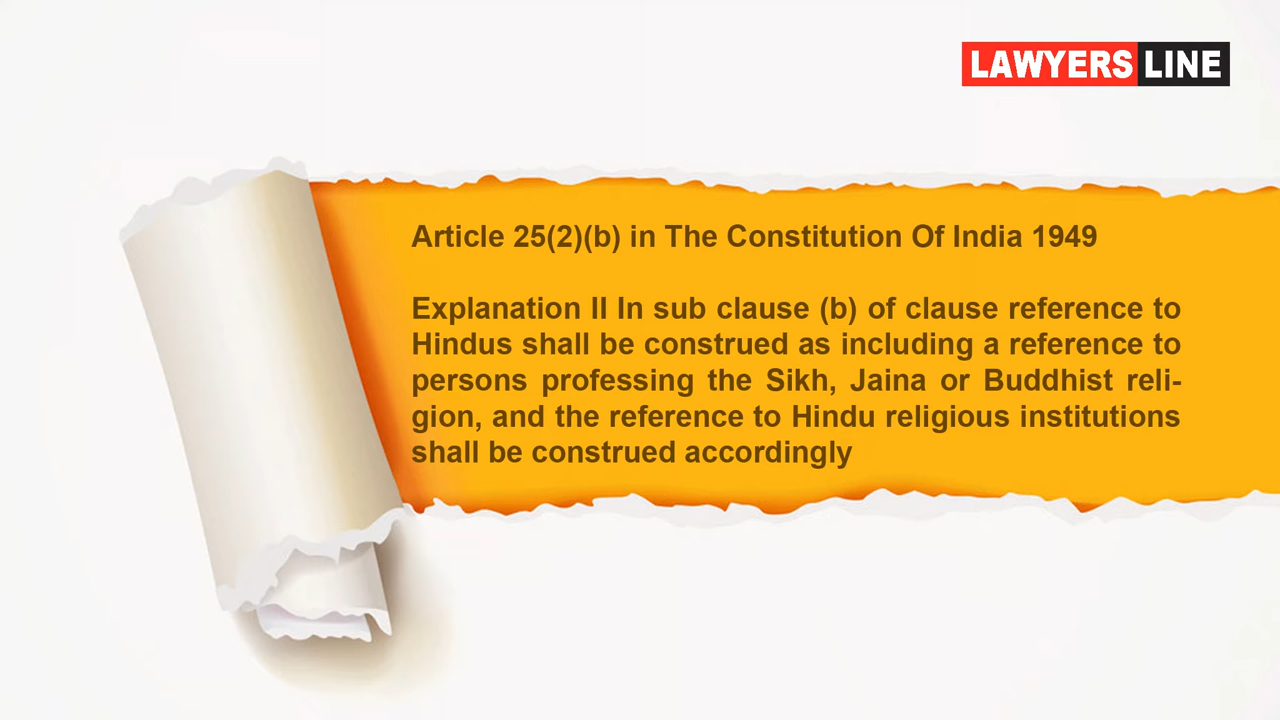 LAWYERS LINE
Article 25(2)(b) in The Constitution Of India 1949
Explanation II In sub clause (b) of clause reference to
Hindus shall be construed as including a reference to
persons professing the Sikh, Jaina or Buddhist reli-
gion, and the reference to Hindu religious institutions
shall be construed accordingly